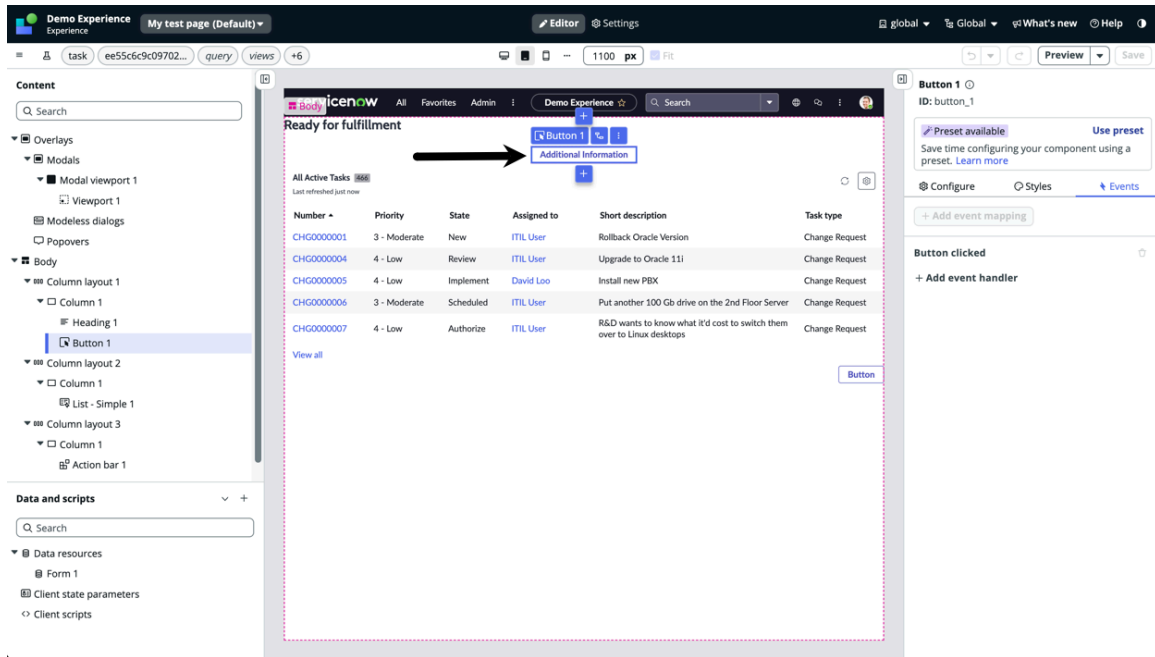 Demo Experience
Experience
My test page (Default)
Editor
Settings
global
Global
What's new
Help
task
ee55c6c9c09702...
query
views
+6
1100 px
Fit
Preview
Save
Content
Search
Overlays
Modals
Modal viewport 1
Viewport 1
Modeless dialogs
Popovers
Body
Column layout 1
Column 1
Heading 1
Button 1
Column layout 2
Column 1
List - Simple 1
Column layout 3
Column 1
Action bar 1
Data and scripts
Search
Data resources
Form 1
Client state parameters
Client scripts
Body
icenow
All Favorites Admin
Demo Experience
Search
Ready for fulfillment
Button 1
Additional Information
All Active Tasks 466
Last refreshed just now
Number Priority State Assigned to Short description Task type
CHG0000001 3 - Moderate New ITIL User Rollback Oracle Version Change Request
CHG0000004 4 - Low Review ITIL User Upgrade to Oracle 11i Change Request
CHG0000005 4 - Low Implement David Loo Install new PBX Change Request
CHG0000006 3 - Moderate Scheduled ITIL User Put another 100 Gb drive on the 2nd Floor Server Change Request
CHG0000007 4 - Low Authorize ITIL User R&D wants to know what it'd cost to switch them Change Request
over to Linux desktops
View all
Button
Button 1
ID: button_1
Preset available
Use preset
Save time configuring your component using a
preset. Learn more
Configure
Styles
Events
+ Add event mapping
Button clicked
+ Add event handler